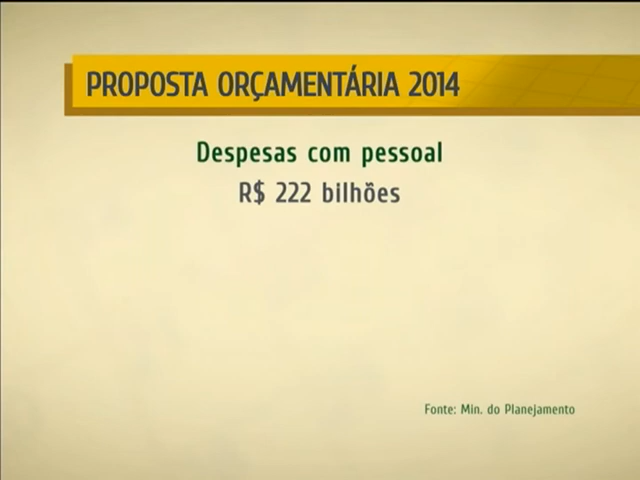 PROPOSTA ORÇAMENTÁRIA 2014
Despesas com pessoal
R$ 222 bilhões
Fonte: Min. do Planejamento